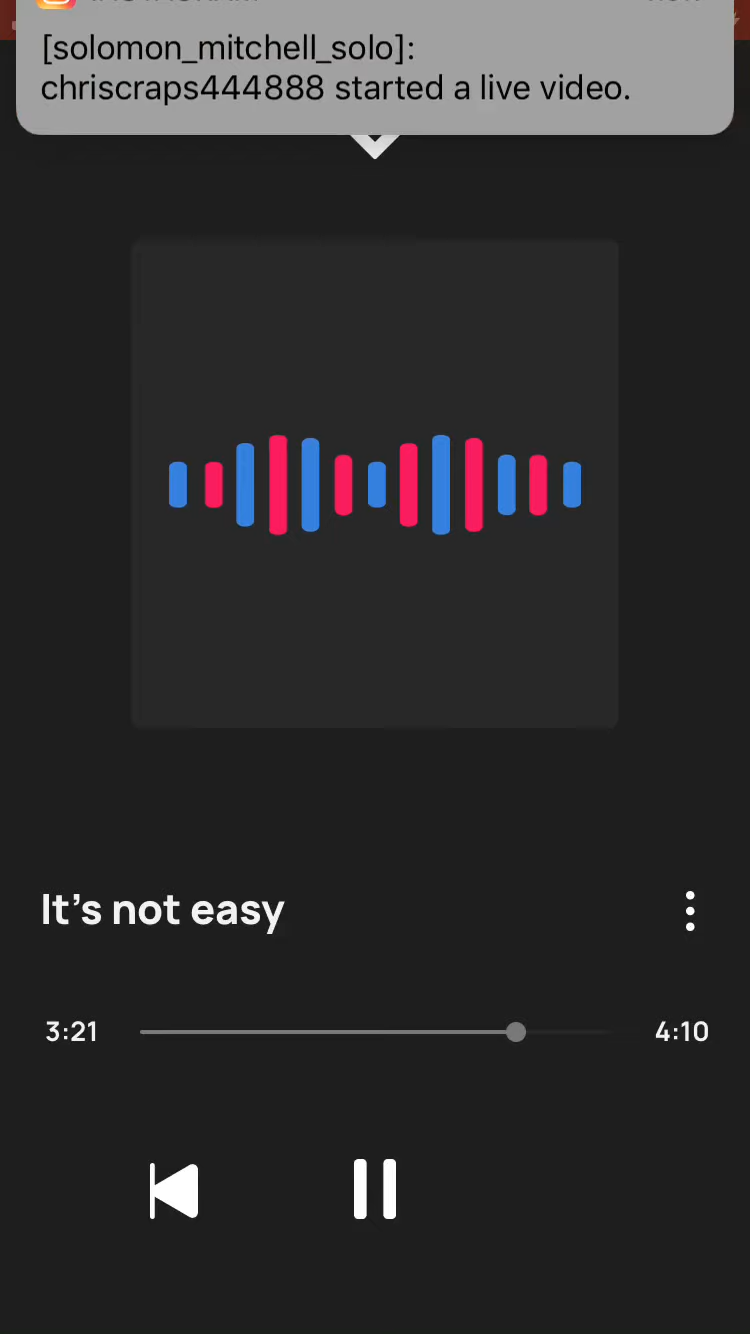 [solomon_mitchell_solo]:
chriscraps444888 started a live video.
It's not easy
3:21
4:10